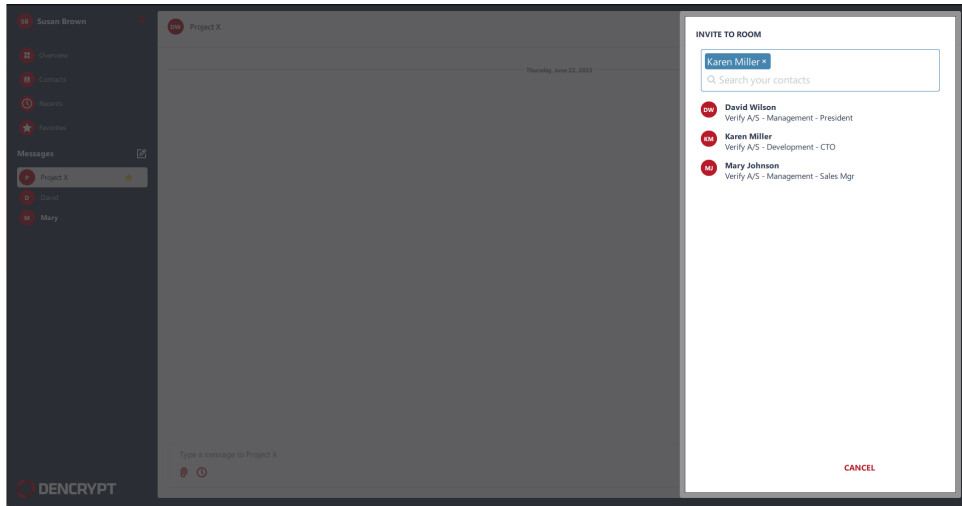 SB Susan Brown
Overview
Contacts
Recents
Favorites
Messages
P Project X
D David
M Mary
DENCRYPT
DW Project X
Thursday, June 22, 2023
Type a message to Project X
INVITE TO ROOM
Karen Miller ×
Search your contacts
DW David Wilson
Verify A/S - Management - President
KM Karen Miller
Verify A/S - Development - CTO
MJ Mary Johnson
Verify A/S - Management - Sales Mgr
CANCEL